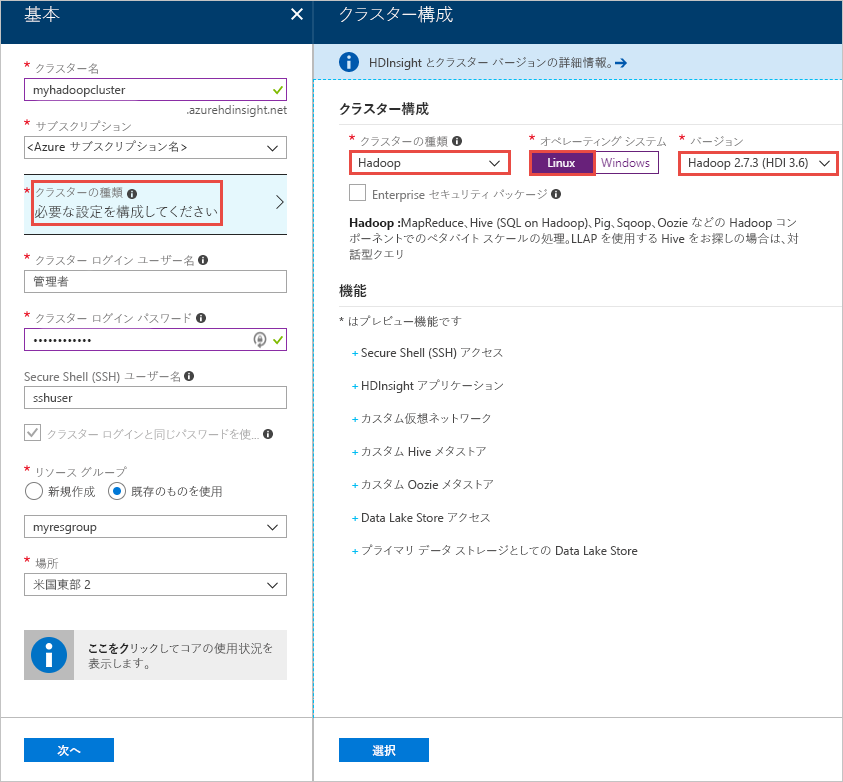 基本
* クラスター名
myhadoopcluster
.azurehdinsight.net
* サブスクリプション
<Azure サブスクリプション名>
* クラスターの種類
必要な設定を構成してください
* クラスター ログイン ユーザー名
管理者
* クラスター ログイン パスワード
••••••••••••
Secure Shell (SSH) ユーザー名
sshuser
クラスター ログインと同じパスワードを使...
* リソース グループ
新規作成 既存のものを使用
myresgroup
* 場所
米国東部 2
ここをクリックしてコアの使用状況を
表示します。
次へ
クラスター構成
HDInsight とクラスター バージョンの詳細情報。→
クラスター構成
* クラスターの種類 * オペレーティング システム * バージョン
Hadoop Linux Windows Hadoop 2.7.3 (HDI 3.6)
Enterprise セキュリティ パッケージ
Hadoop :MapReduce、Hive (SQL on Hadoop)、Pig、Sqoop、Oozie などの Hadoop コン
ポーネントでのペタバイト スケールの処理。LLAP を使用する Hive をお探しの場合は、対
話型クエリ
機能
* はプレビュー機能です
+ Secure Shell (SSH) アクセス
+ HDInsight アプリケーション
+ カスタム仮想ネットワーク
+ カスタム Hive メタストア
+ カスタム Oozie メタストア
+ Data Lake Store アクセス
+ プライマリ データ ストレージとしての Data Lake Store
選択